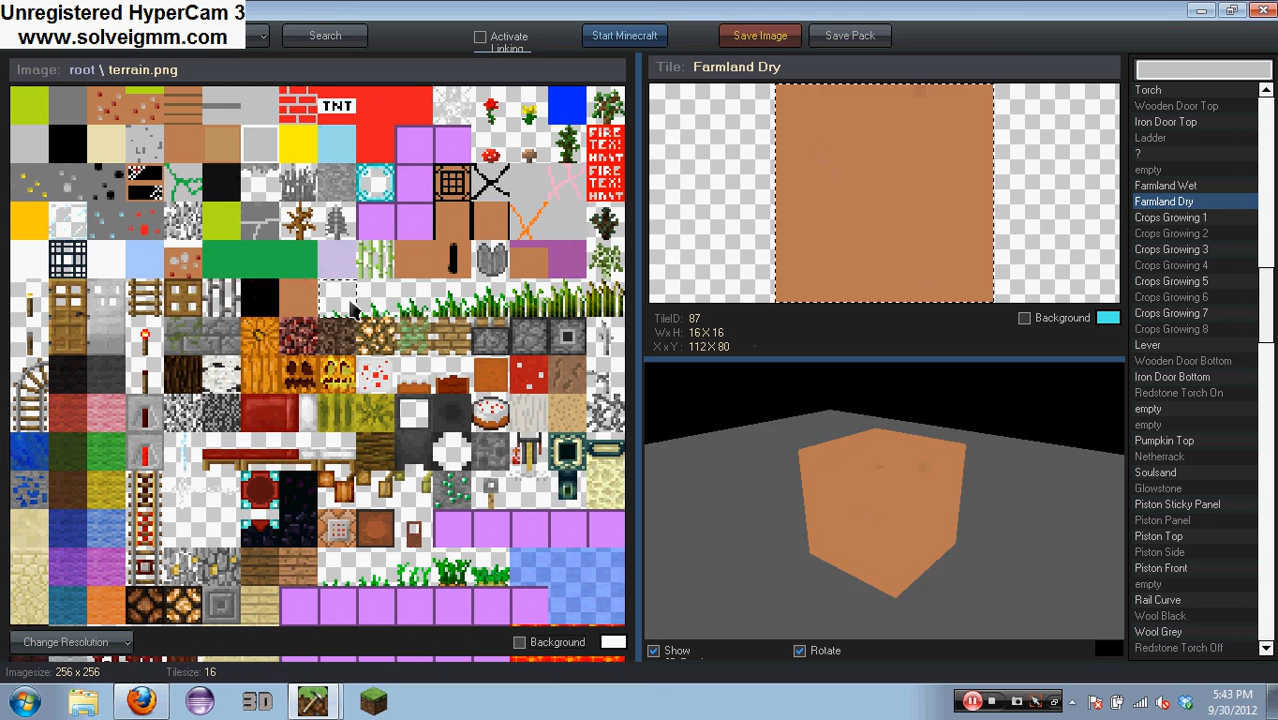 Unregistered HyperCam 3
www.solveigmm.com
Search
Activate
Linking
Start Minecraft
Save Image
Save Pack
Image: root \ terrain.png
Tile: Farmland Dry
TNT
FIRE
TEX!
FIRE
TEX!
TileID: 87
WxH: 16X16
XxY: 112X80
Background
Torch
Wooden Door Top
Iron Door Top
Ladder
?
empty
Farmland Wet
Farmland Dry
Crops Growing 1
Crops Growing 2
Crops Growing 3
Crops Growing 4
Crops Growing 5
Crops Growing 6
Crops Growing 7
Crops Growing 8
Lever
Wooden Door Bottom
Iron Door Bottom
Redstone Torch On
empty
empty
Pumpkin Top
Netherrack
Soulsand
Glowstone
Piston Sticky Panel
Piston Panel
Piston Top
Piston Side
Piston Front
empty
Rail Curve
Wool Black
Wool Grey
Redstone Torch Off
Change Resolution
Background
Show
Rotate
Imagesize: 256 x 256
Tilesize: 16
3D
5:43 PM
9/30/2012